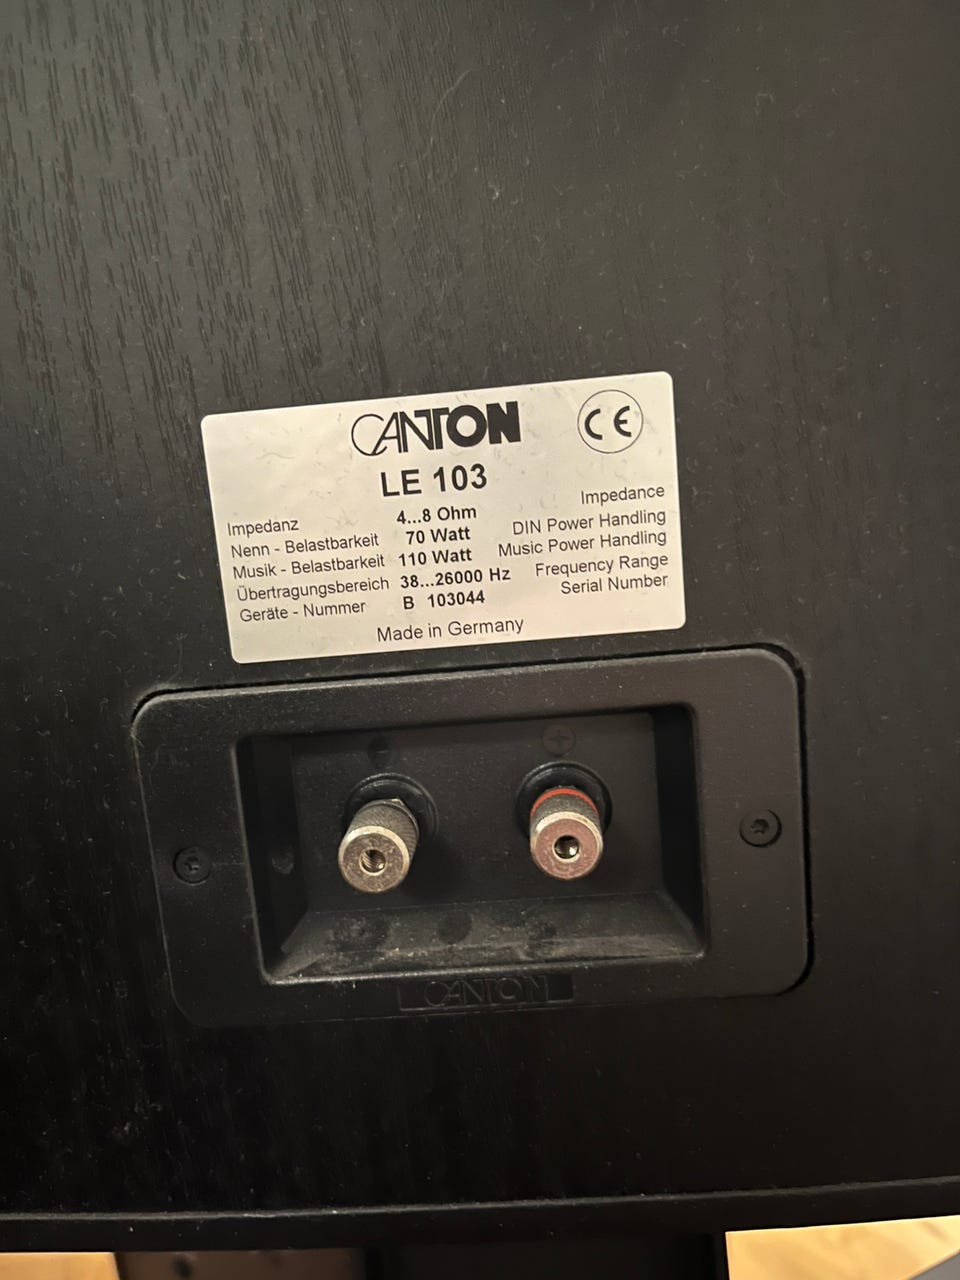 CANTON CE
LE 103
Impedanz 4...8 Ohm Impedance
Nenn - Belastbarkeit 70 Watt DIN Power Handling
Musik - Belastbarkeit 110 Watt Music Power Handling
Übertragungsbereich 38...26000 Hz Frequency Range
Geräte - Nummer B 103044 Serial Number
Made in Germany
- +
CANTON